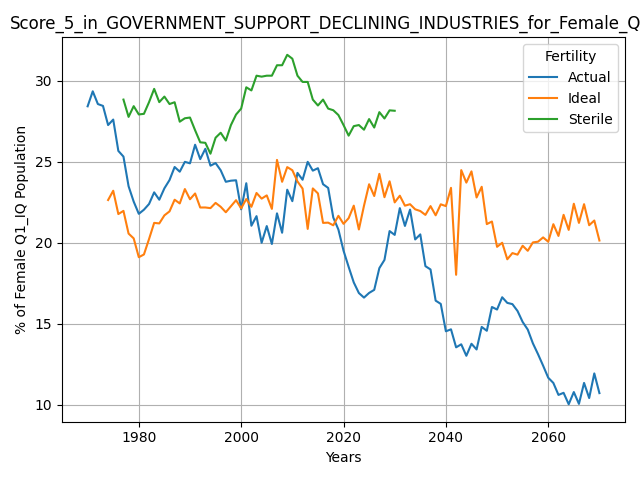 Score_5_in_GOVERNMENT_SUPPORT_DECLINING_INDUSTRIES_for_Female_Q
Fertility
Actual
Ideal
Sterile
% of Female Q1_IQ Population
30
25
20
15
10
1980
2000
2020
2040
2060
Years